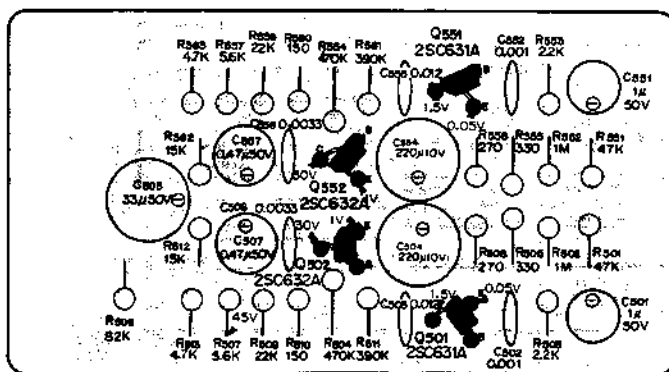 Q551
2SC631A
R565
4.7K
R557
5.6K
R559
22K
R560
150
R554
470K
R561
390K
C555 0.012
C552
0.001
R553
2.2K
C551
1μ
50V
1.5V
0.05V
R562
15K
C557
0.47μ50V
C556 0.0033
30V
C554
220μ10V
R556
270
R555
330
R552
1M
R551
47K
Q552
2SC632A
1V
C505
33μ50V
R512
15K
C506 0.0033
C507
0.47μ50V
30V
1V
Q502
2SC632A
C504
220μ10V
R506
270
R505
330
R502
1M
R501
47K
R508
82K
R503
4.7K
R507
5.6K
45V
R509
22K
R510
150
R504
470K
R511
390K
C505 0.012
1.5V
0.05V
Q501
2SC631A
C502
0.001
R503
2.2K
C501
1μ
50V